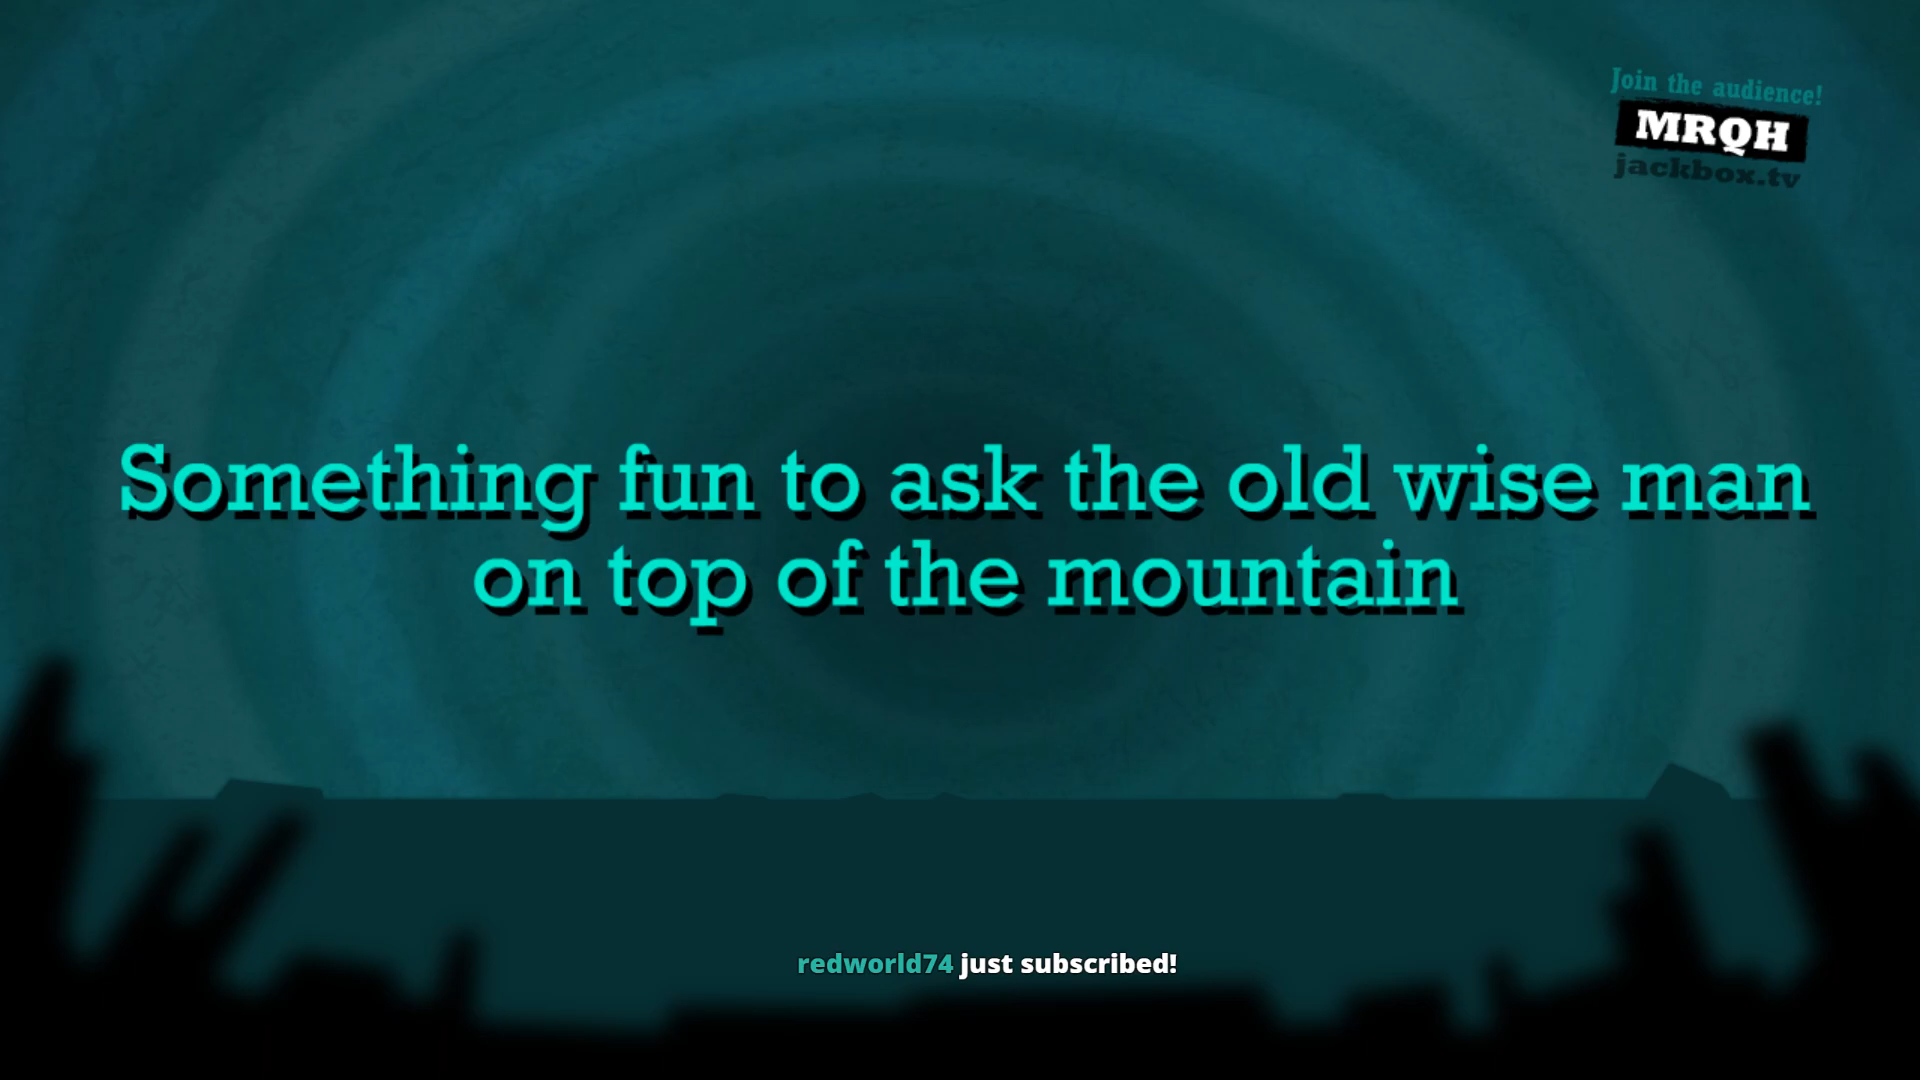 Join the audience!
MRQH
jackbox.tv
Something fun to ask the old wise man
on top of the mountain
redworld74 just subscribed!